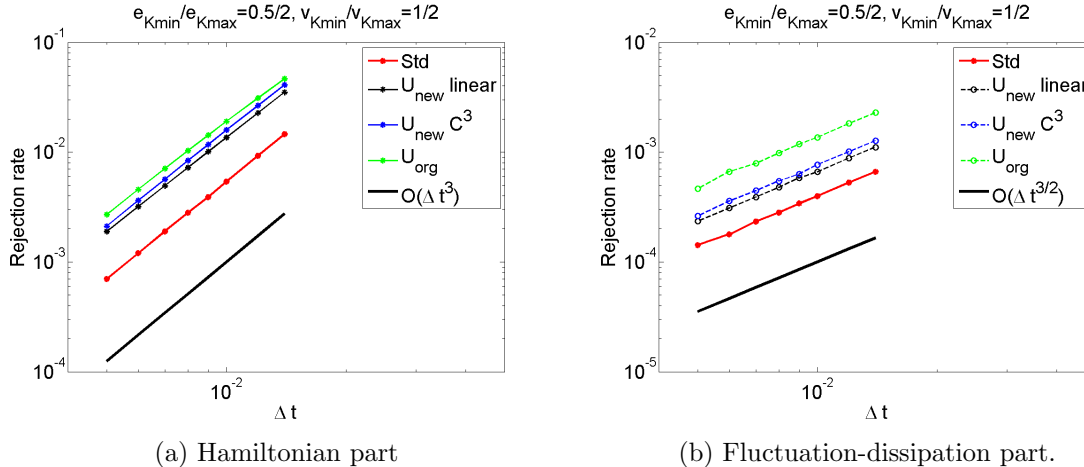 e_Kmin/e_Kmax=0.5/2, v_Kmin/v_Kmax=1/2
10^-1
10^-2
10^-3
10^-4
Rejection rate
10^-2
Δ t
Std
U_new linear
U_new C^3
U_org
O(Δ t^3)
(a) Hamiltonian part
e_Kmin/e_Kmax=0.5/2, v_Kmin/v_Kmax=1/2
10^-2
10^-3
10^-4
10^-5
Rejection rate
10^-2
Δ t
Std
U_new linear
U_new C^3
U_org
O(Δ t^3/2)
(b) Fluctuation-dissipation part.